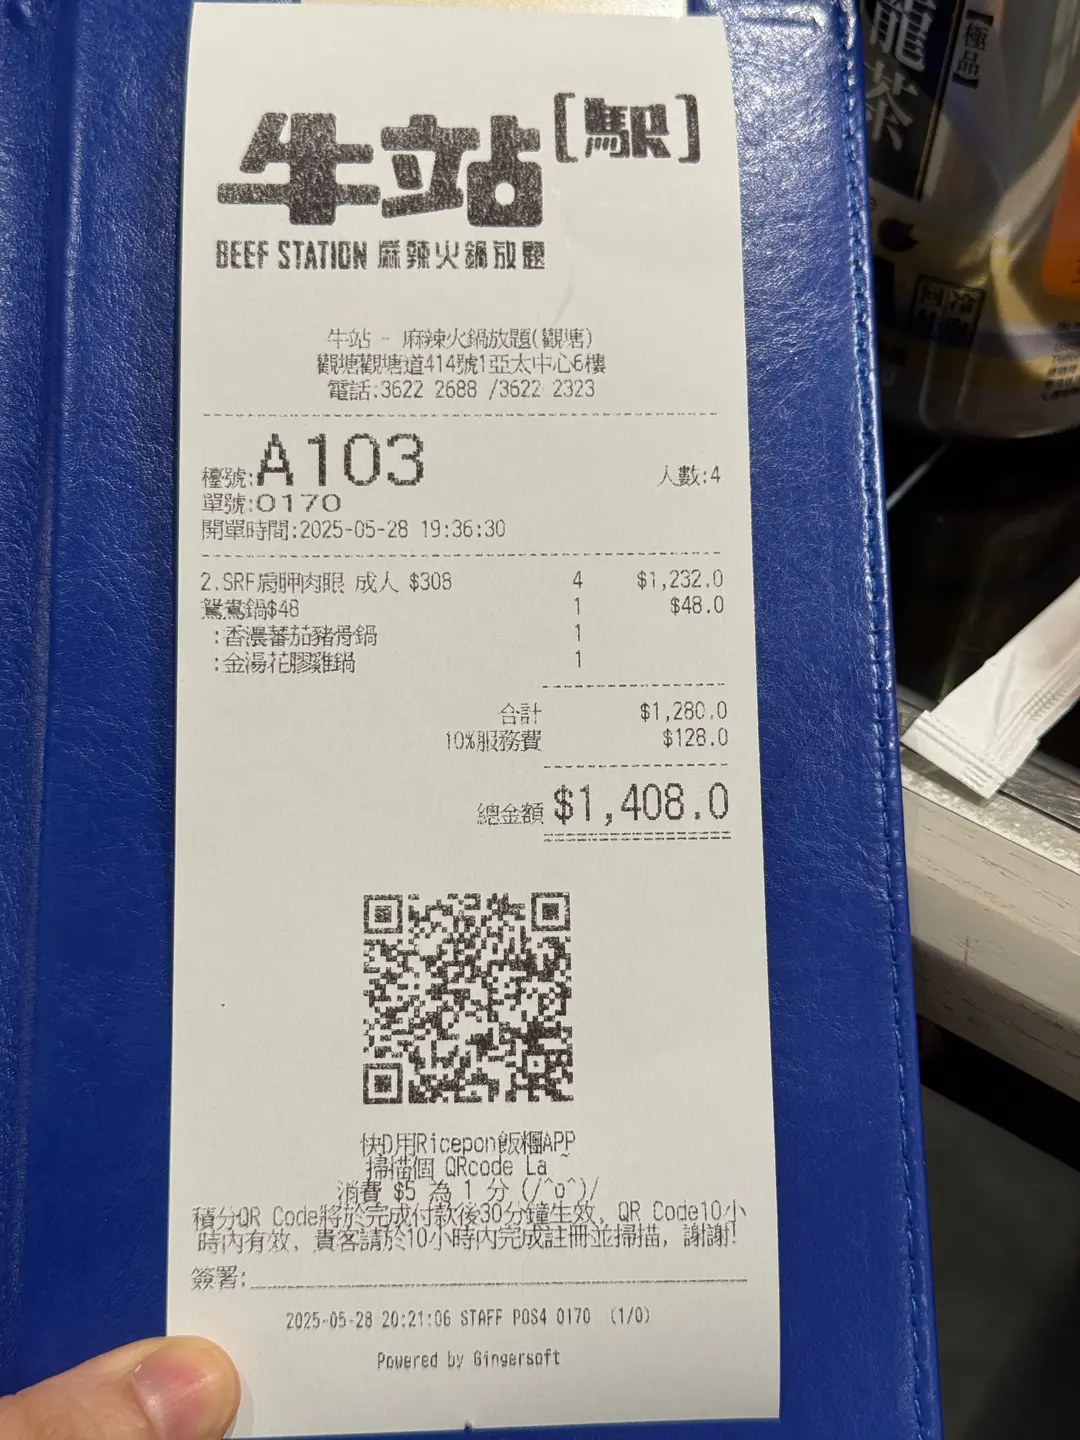 牛站[駅]
BEEF STATION 麻辣火鍋放題
牛站 - 麻辣火鍋放題(觀塘)
觀塘觀塘道414號1亞太中心6樓
電話:3622 2688 /3622 2323
檯號:A103 人數:4
單號:0170
開單時間:2025-05-28 19:36:30
2.SRF肩胛肉眼 成人 $308 4 $1,232.0
鴛鴦鍋$48 1 $48.0
:香濃蕃茄豬骨鍋 1
:金湯花膠雞鍋 1
合計 $1,280.0
10%服務費 $128.0
總金額 $1,408.0
快D用Ricepon飯糰APP
掃描個 QRcode La ~
消費 $5 為 1 分 (/^o^)/
積分QR Code將於完成付款後30分鐘生效, QR Code10小
時內有效, 貴客請於10小時內完成註冊並掃描, 謝謝!
簽署:
2025-05-28 20:21:06 STAFF POS4 0170 (1/0)
Powered by Gingersoft
【極品】
龍茶